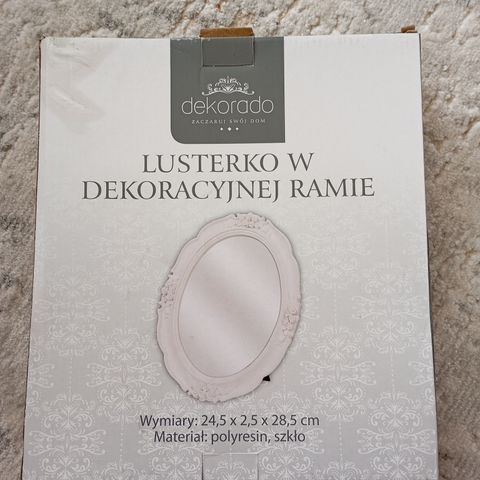 dekorado
ZACZARUJ SWÓJ DOM
LUSTERKO W
DEKORACYJNEJ RAMIE
Wymiary: 24,5 x 2,5 x 28,5 cm
Materiał: polyresin, szkło